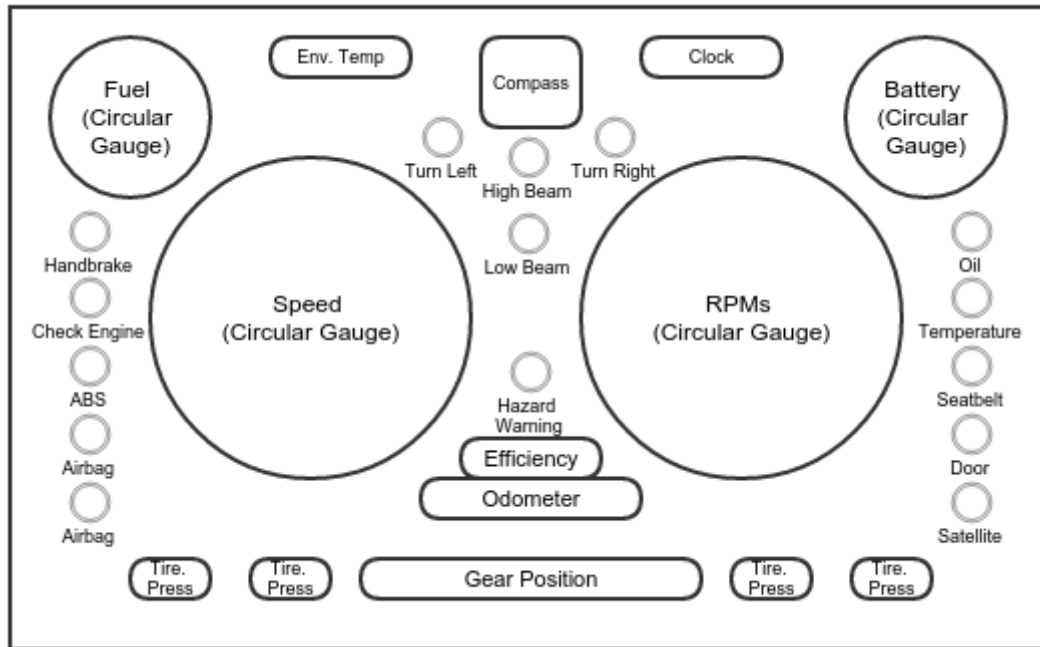 Env. Temp
Compass
Clock
Fuel
(Circular
Gauge)
Battery
(Circular
Gauge)
Turn Left
High Beam
Turn Right
Handbrake
Low Beam
Oil
Speed
(Circular Gauge)
RPMs
(Circular Gauge)
Check Engine
Temperature
ABS
Hazard
Warning
Seatbelt
Efficiency
Airbag
Door
Odometer
Airbag
Satellite
Tire.
Press
Tire.
Press
Gear Position
Tire.
Press
Tire.
Press